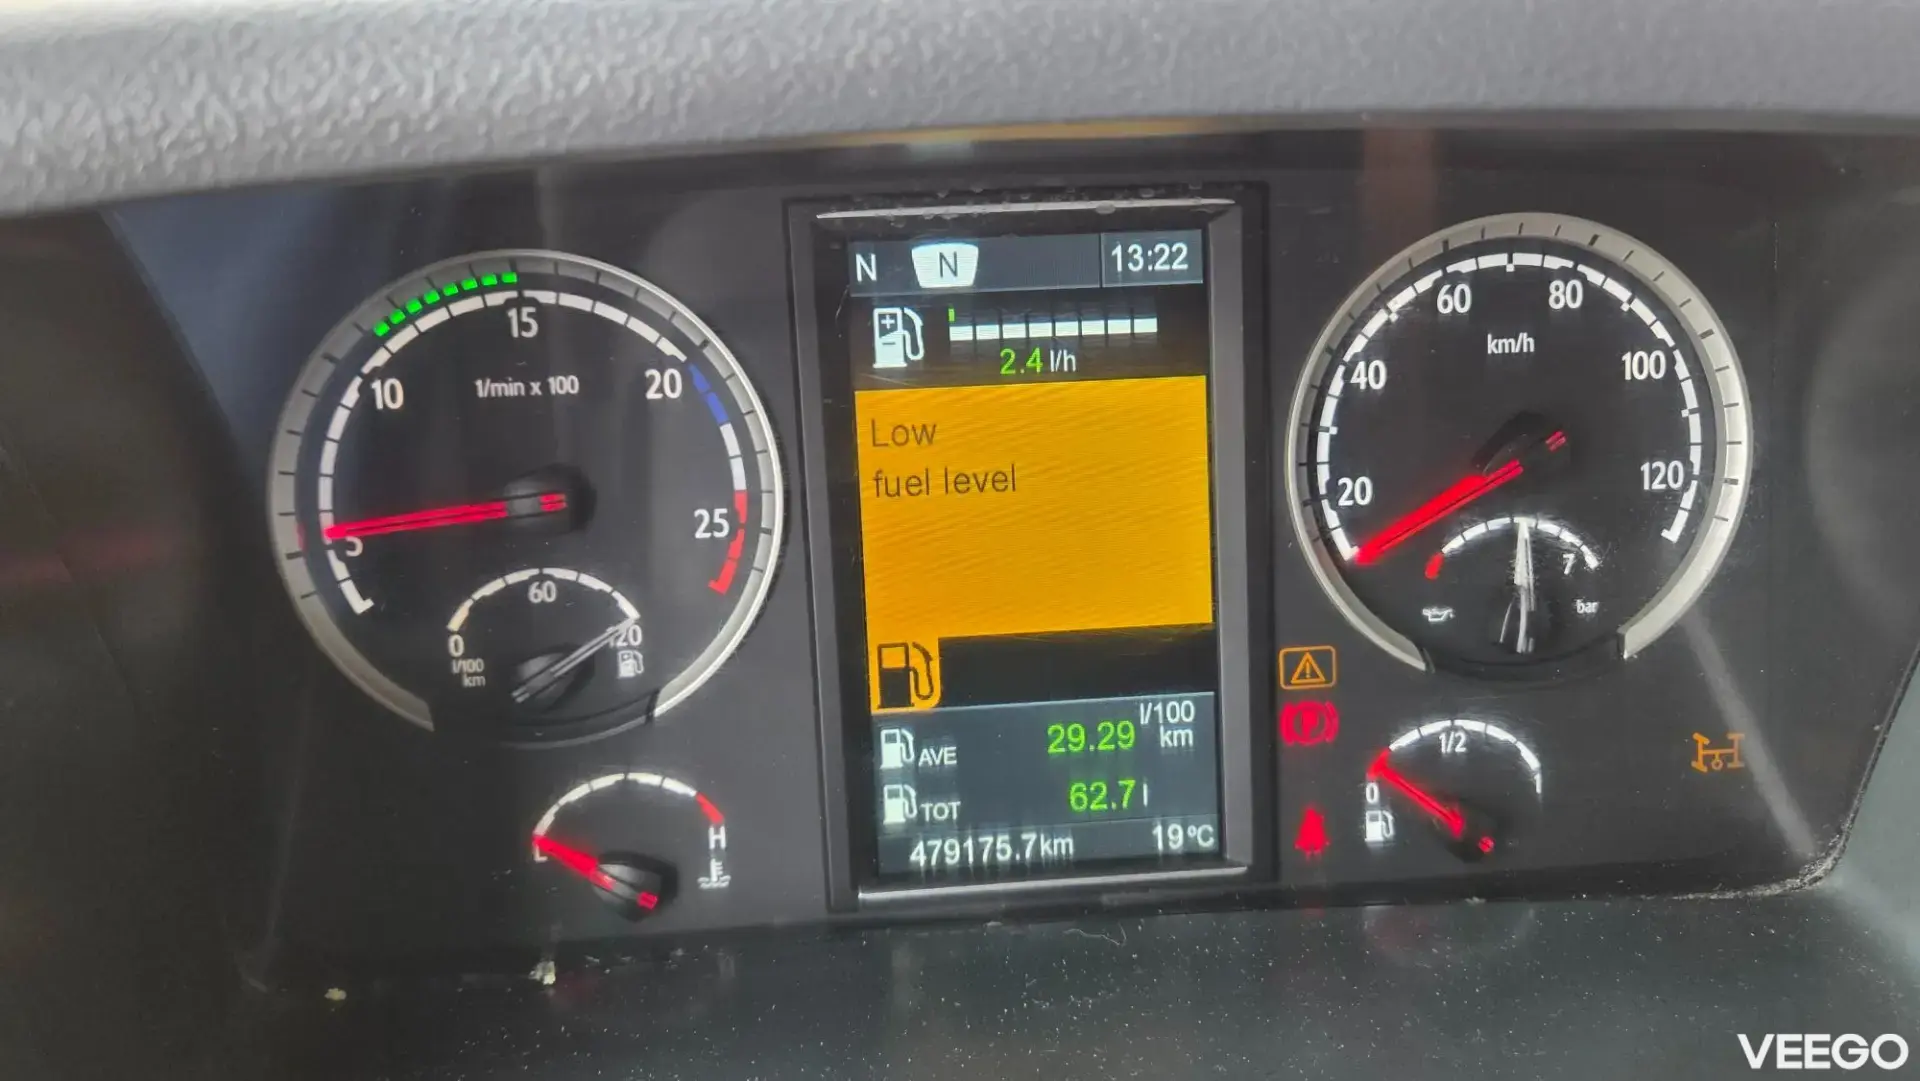 N N 13:22
2.4 l/h
Low
fuel level
AVE 29.29 l/100 km
TOT 62.7 l
479175.7km 19°C
5 10 15 20 25
1/min x 100
0 60 120
l/100
km
H
20 40 60 80 100 120
km/h
7
bar
P
0 1/2
VEEGO